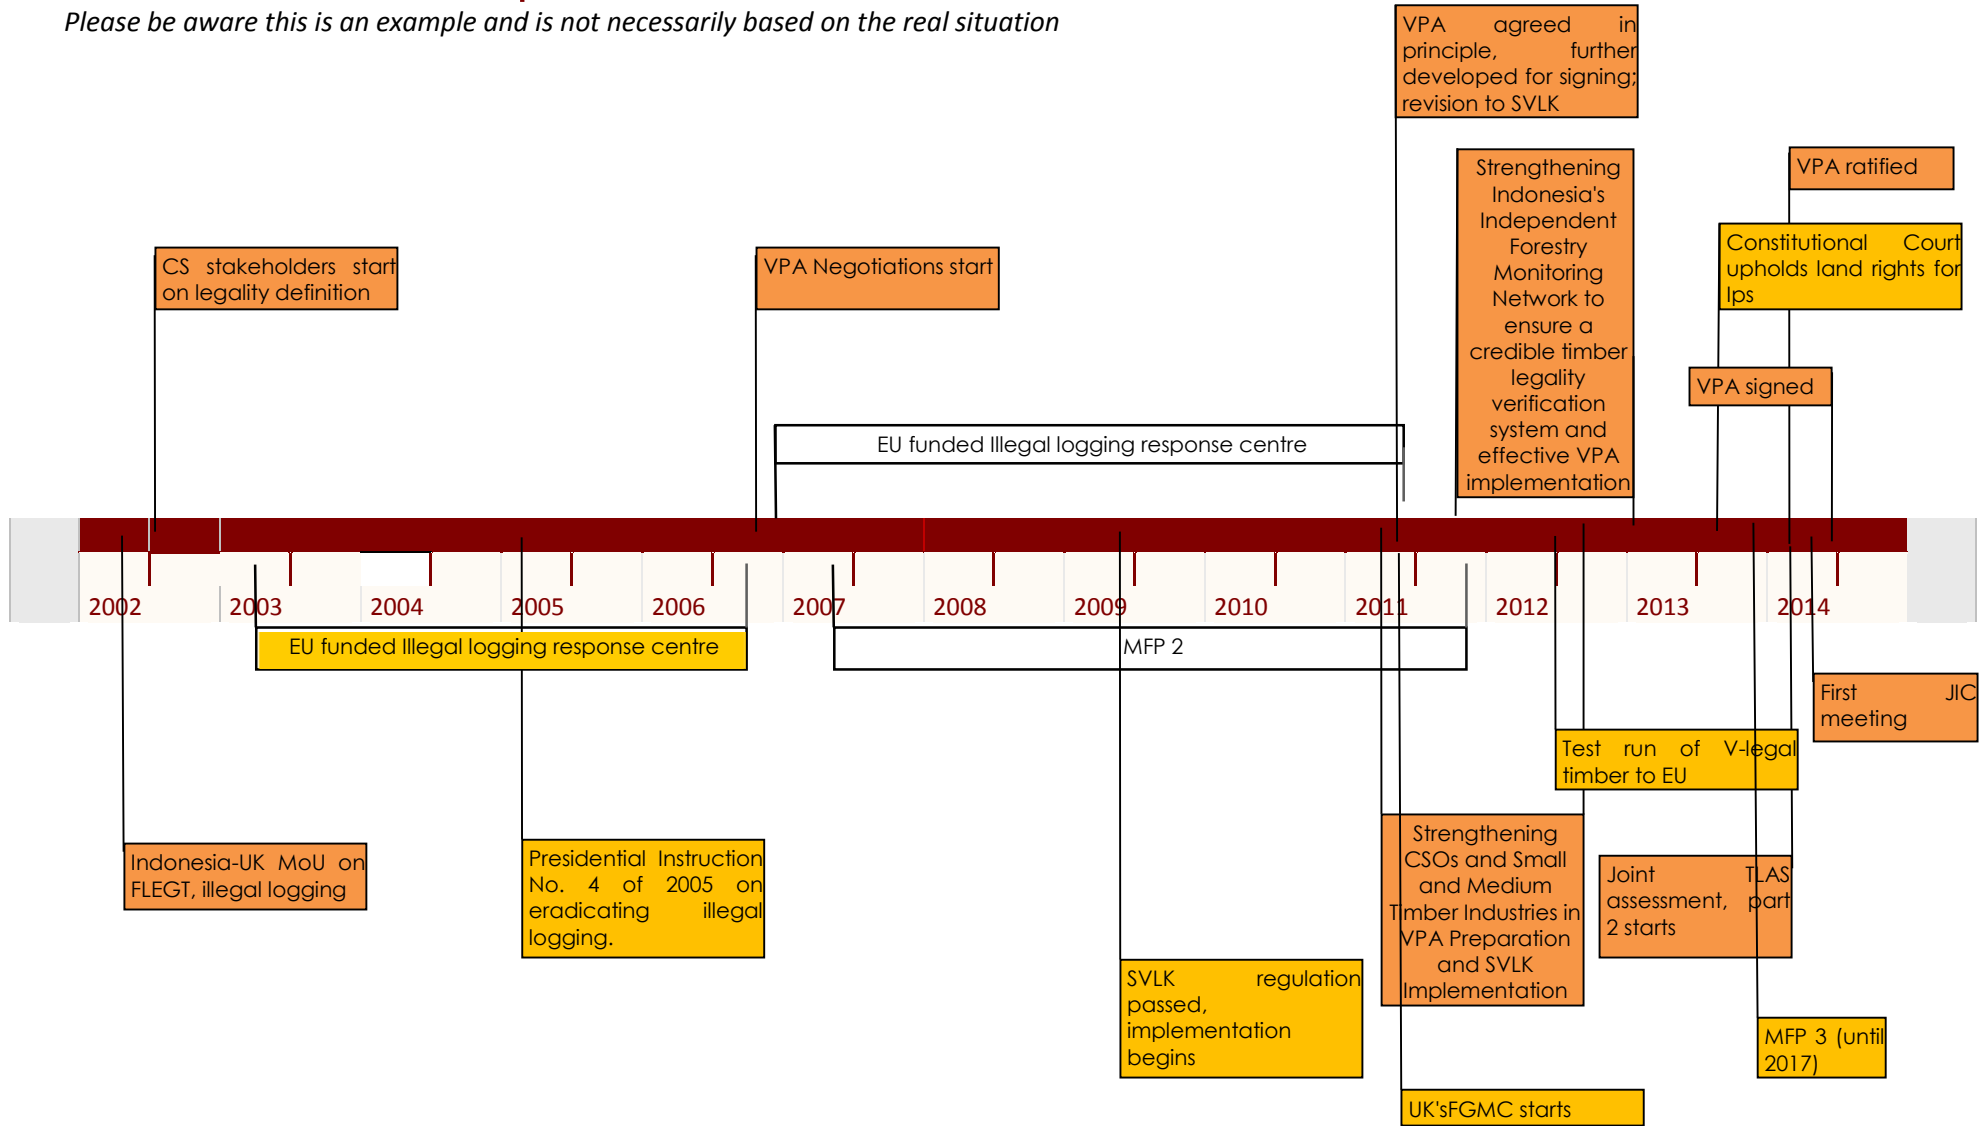 Please be aware this is an example and is not necessarily based on the real situation
VPA agreed in
principle, further
developed for signing;
revision to SVLK
Strengthening
Indonesia's
Independent
Forestry
Monitoring
Network to
ensure a
credible timber
legality
verification
system and
effective VPA
implementation
VPA ratified
Constitutional Court
upholds land rights for
Ips
CS stakeholders start
on legality definition
VPA Negotiations start
VPA signed
EU funded Illegal logging response centre
2002
2003
2004
2005
2006
2007
2008
2009
2010
2011
2012
2013
2014
EU funded Illegal logging response centre
MFP 2
First JIC
meeting
Test run of V-legal
timber to EU
Indonesia-UK MoU on
FLEGT, illegal logging
Presidential Instruction
No. 4 of 2005 on
eradicating illegal
logging.
Strengthening
CSOs and Small
and Medium
Timber Industries in
VPA Preparation
and SVLK
Implementation
Joint TLAS
assessment, part
2 starts
SVLK regulation
passed,
implementation
begins
MFP 3 (until
2017)
UK'sFGMC starts